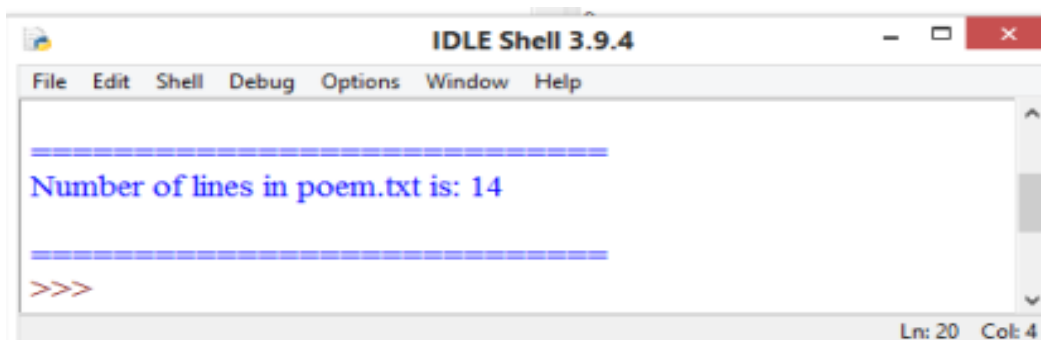 IDLE Shell 3.9.4
File Edit Shell Debug Options Window Help
============================
Number of lines in poem.txt is: 14
============================
>>>
Ln: 20 Col: 4